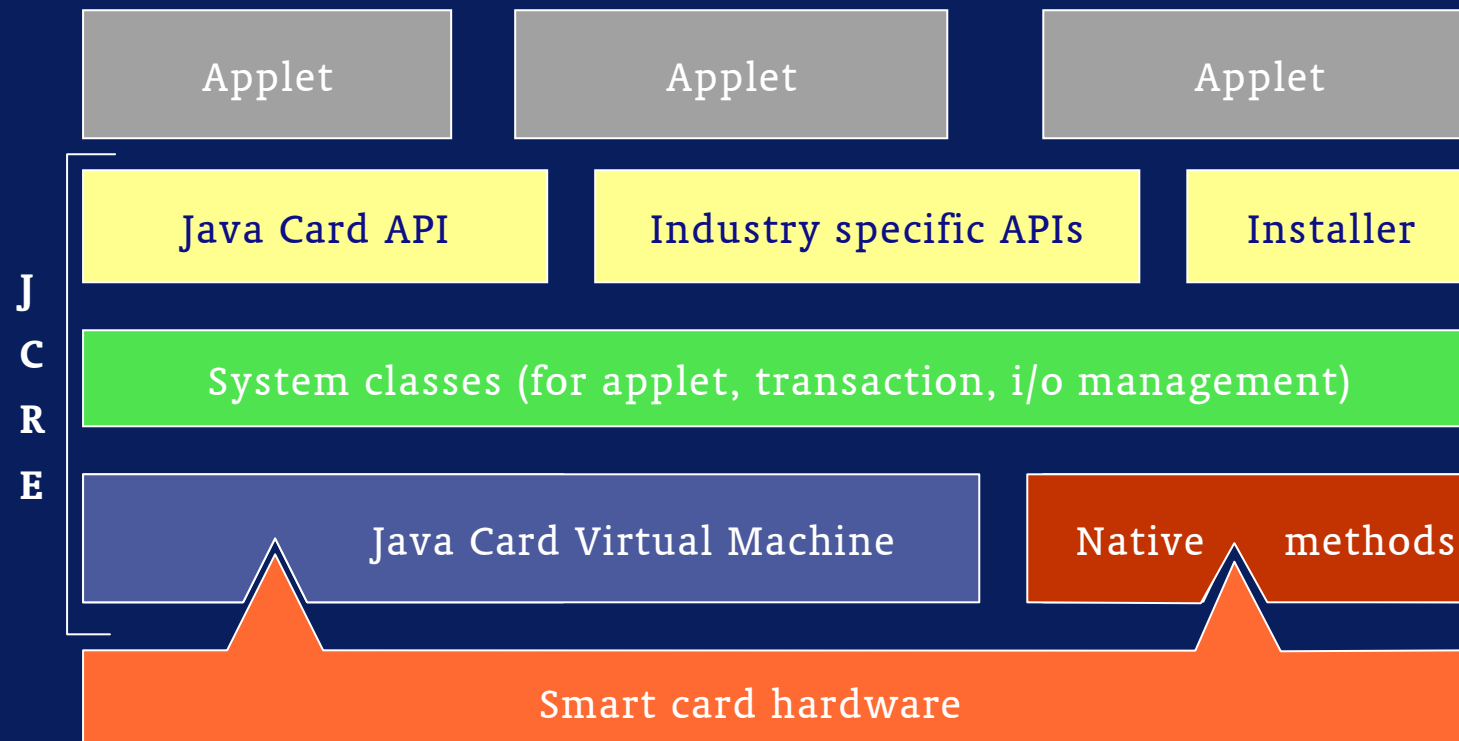 Applet Applet Applet
Java Card API Industry specific APIs Installer
J
C
R
E
System classes (for applet, transaction, i/o management)
Java Card Virtual Machine Native methods
Smart card hardware